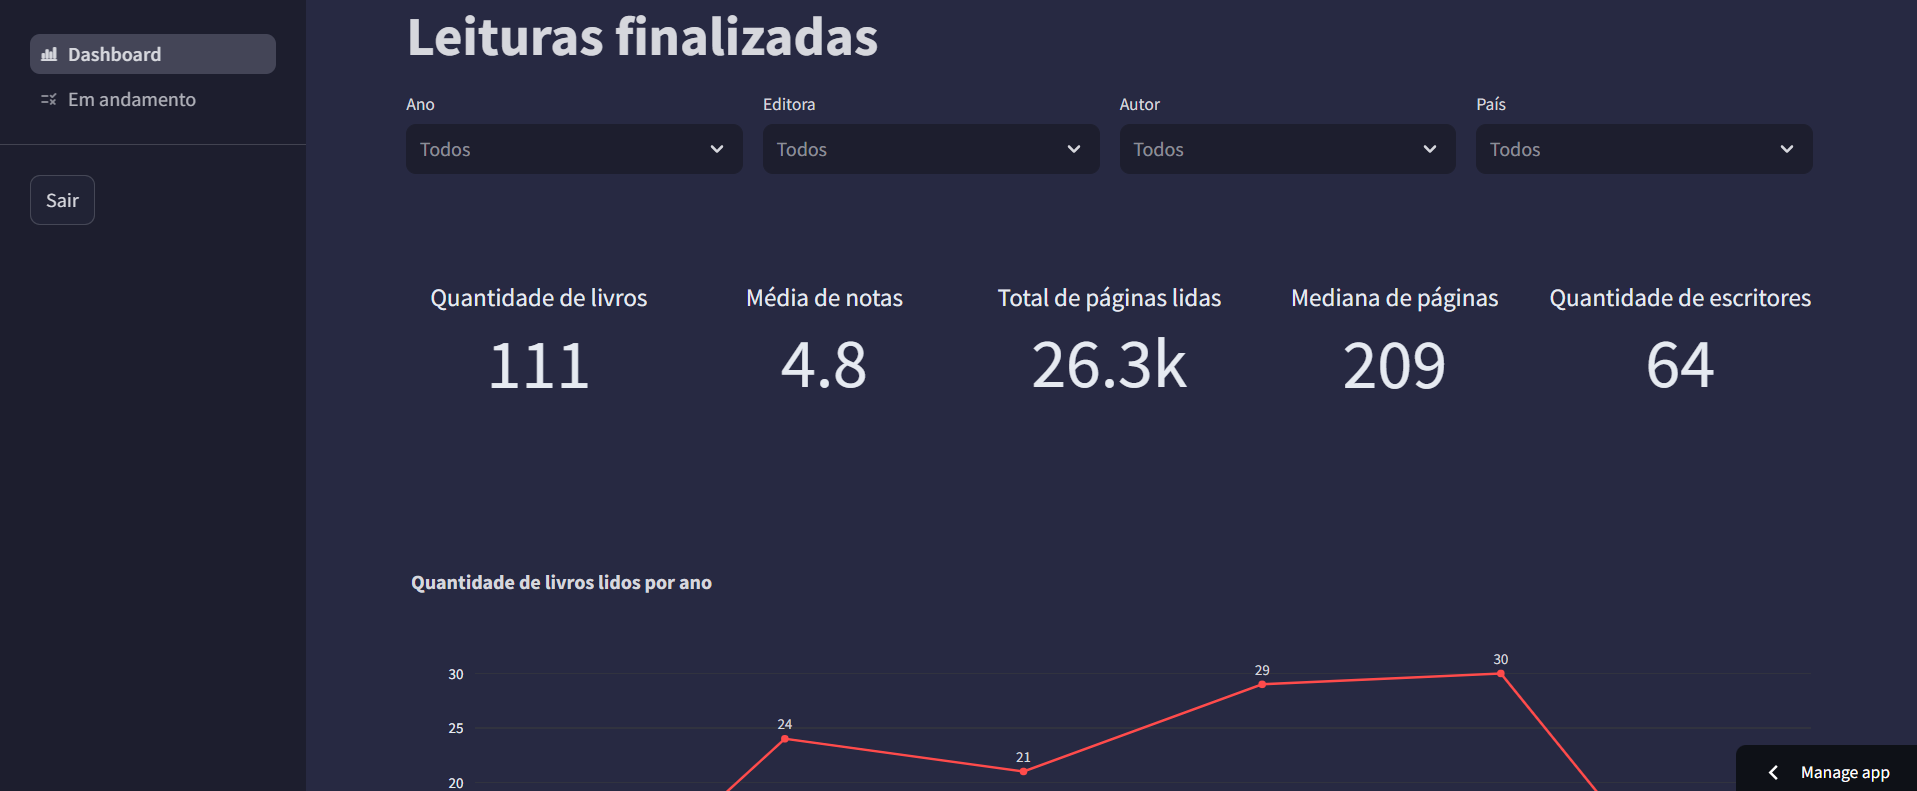 Dashboard
Em andamento
Sair
Leituras finalizadas
Ano
Editora
Autor
País
Todos
Todos
Todos
Todos
Quantidade de livros
Média de notas
Total de páginas lidas
Mediana de páginas
Quantidade de escritores
111
4.8
26.3k
209
64
Quantidade de livros lidos por ano
30
25
20
24
21
29
30
Manage app